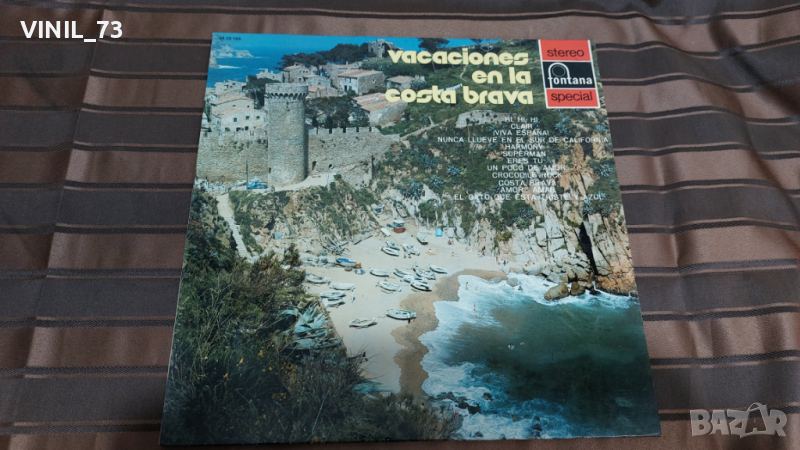 VINIL_73
vacaciones
en la
costa brava
stereo
fontana
special
HI, HI, HI
CLAIR
¡VIVA ESPAÑA!
NUNCA LLUEVE EN EL SUR DE CALIFORNIA
HARMONY
SUPERMAN
ERES TU
UN POCO DE AMOR
CROCODILE ROCK
COSTA BRAVA
AMOR... AMAR
EL GATO QUE ESTA TRISTE Y AZUL
BAZAR